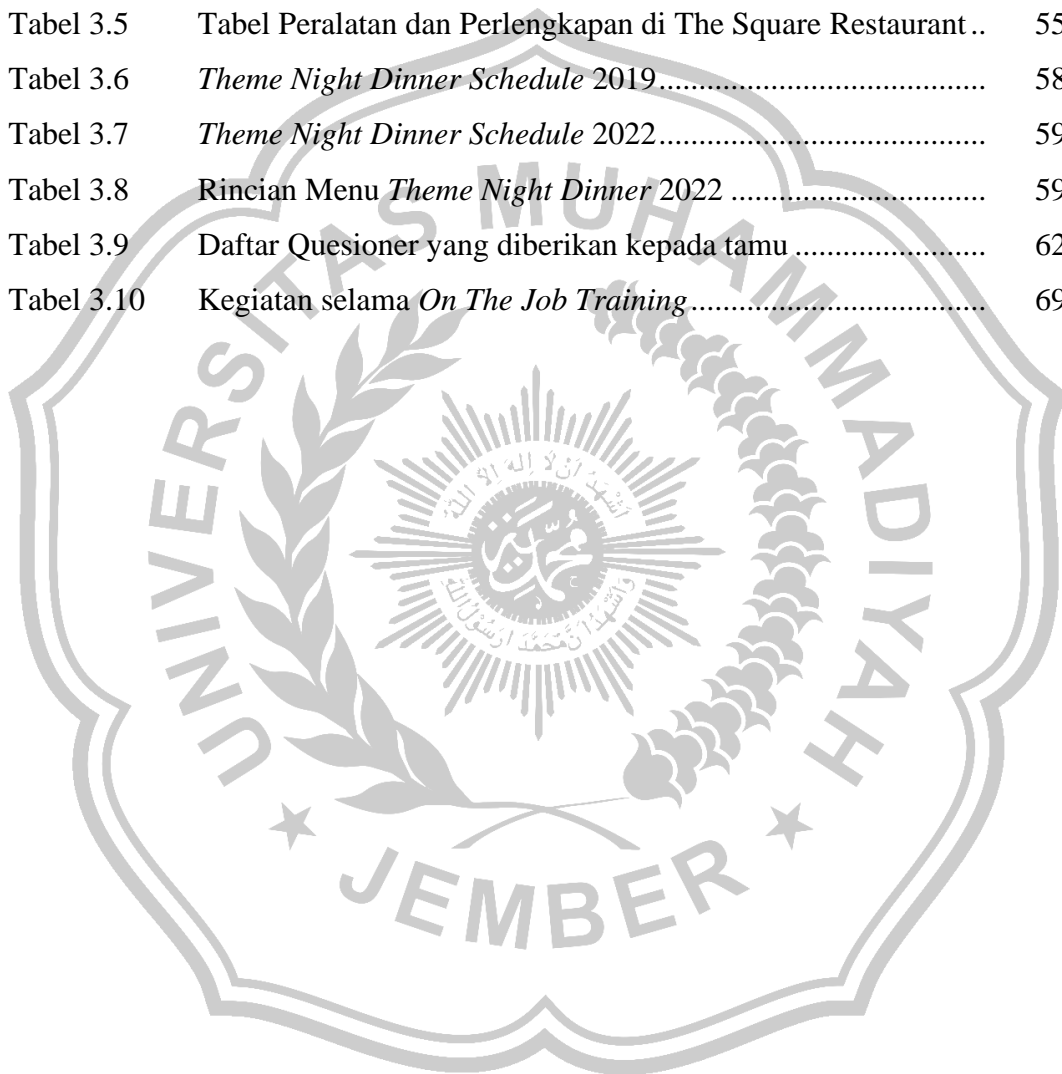 Tabel 3.5 Tabel Peralatan dan Perlengkapan di The Square Restaurant .. 55
Tabel 3.6 Theme Night Dinner Schedule 2019 .................................... 58
Tabel 3.7 Theme Night Dinner Schedule 2022 .................................... 59
Tabel 3.8 Rincian Menu Theme Night Dinner 2022 ............................ 59
Tabel 3.9 Daftar Quesioner yang diberikan kepada tamu ..................... 62
Tabel 3.10 Kegiatan selama On The Job Training ................................ 69
UNIVERSITAS MUHAMMADIYAH
JEMBER